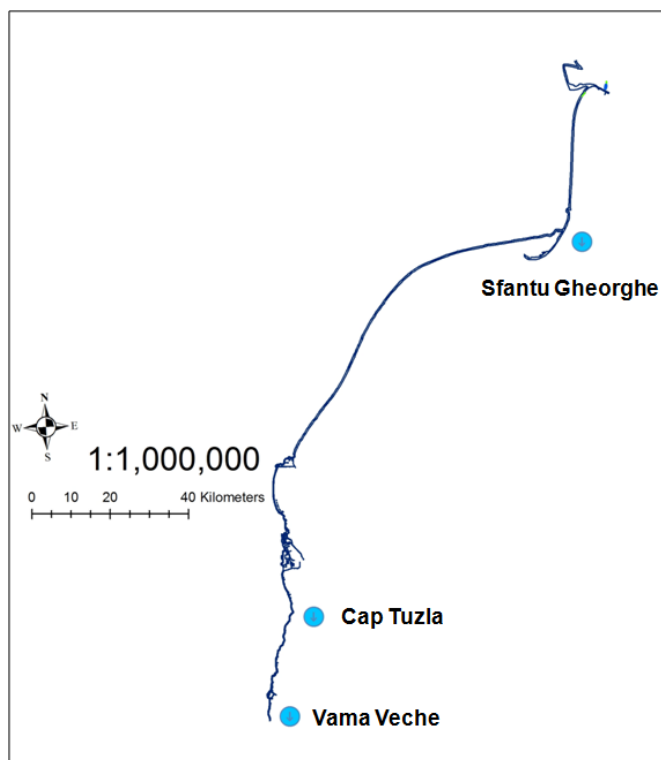 Sfantu Gheorghe
N
W E
S
1:1,000,000
0 10 20 40 Kilometers
Cap Tuzla
Vama Veche